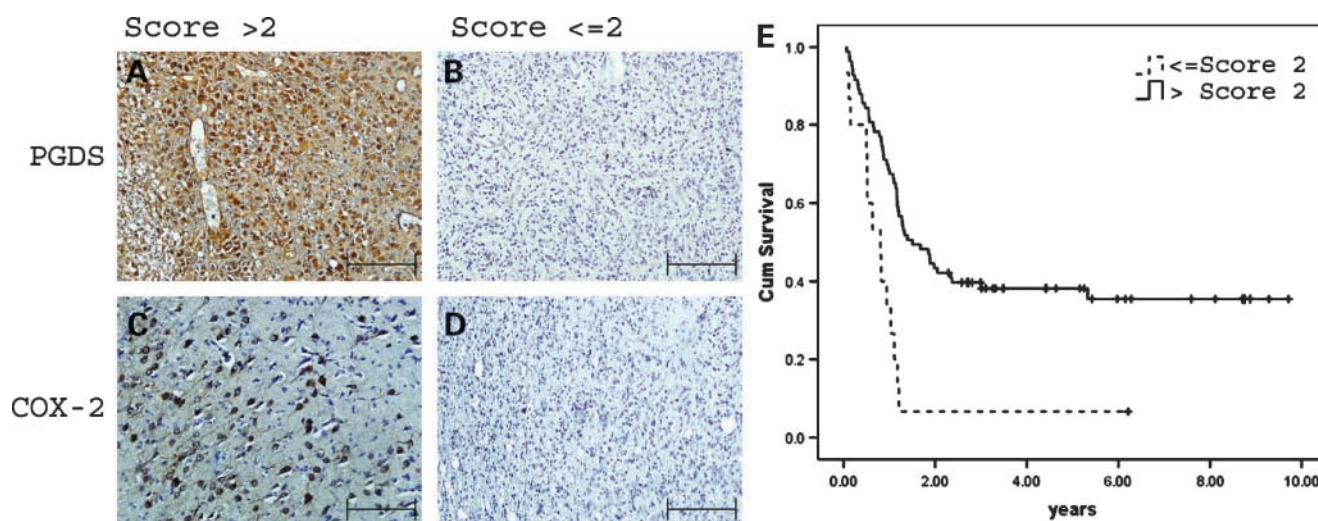 Score >2
Score <=2
A
B
PGDS
C
D
COX-2
E
<=Score 2
> Score 2
Cum Survival
1.0
0.8
0.6
0.4
0.2
0.0
0.00
2.00
4.00
6.00
8.00
10.00
years